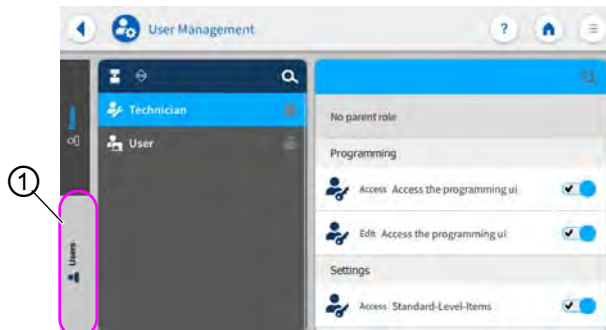 User Management
?
1
Technician
User
Users
No parent role
Programming
Access Access the programming ui
Edit Access the programming ui
Settings
Access Standard-Level-Items